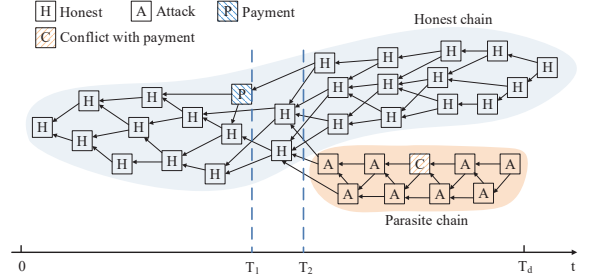 H Honest A Attack P Payment Honest chain
C Conflict with payment
H
H H
H
H H
H H P H H H
H H
H H H H H
H H
H H
H
H H H
A A C A A
A A A A
Parasite chain
0 T1 T2 Td t